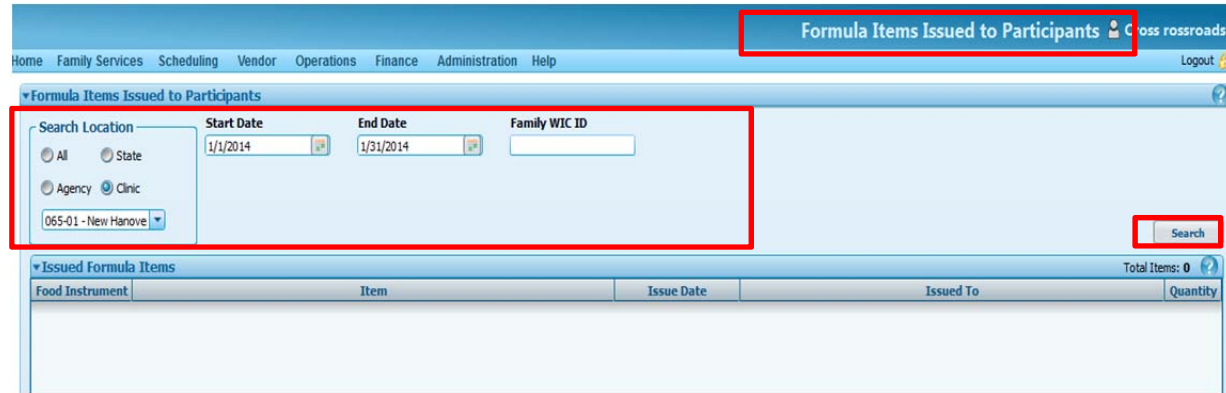 Formula Items Issued to Participants Cross rossroads
Home Family Services Scheduling Vendor Operations Finance Administration Help Logout
Formula Items Issued to Participants
Search Location Start Date End Date Family WIC ID
1/1/2014 1/31/2014
All State
Agency Clinic
065-01 - New Hanove
Search
Issued Formula Items Total Items: 0
Food Instrument Item Issue Date Issued To Quantity